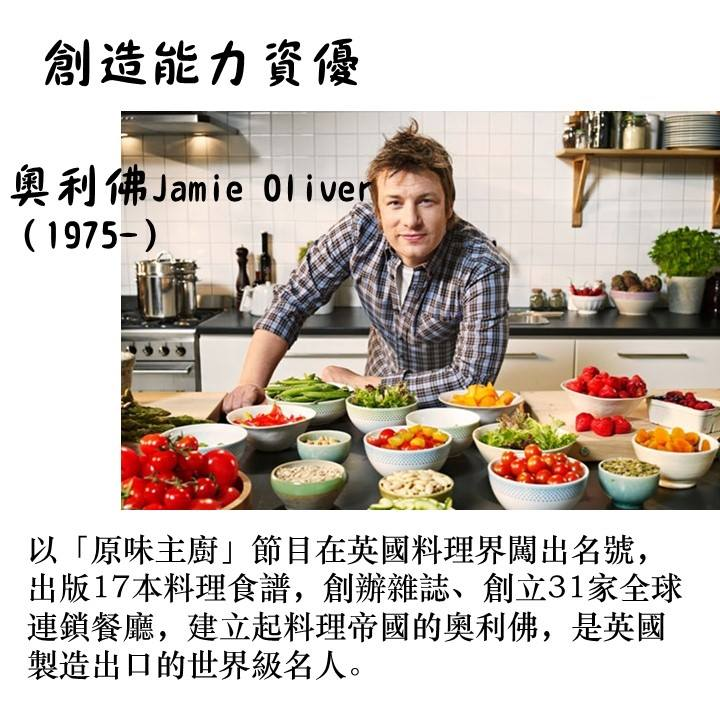 創造能力資優
奧利佛Jamie Oliver
(1975-)
以「原味主廚」節目在英國料理界闖出名號，
出版17本料理食譜，創辦雜誌、創立31家全球
連鎖餐廳，建立起料理帝國的奧利佛，是英國
製造出口的世界級名人。